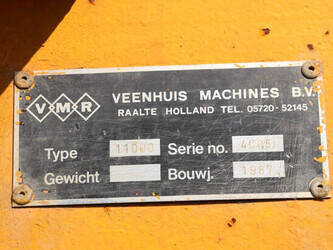 VMR VEENHUIS MACHINES B.V.
RAALTE HOLLAND TEL. 05720 - 52145
Type 11000 Serie no.
Gewicht Bouwj. 1987